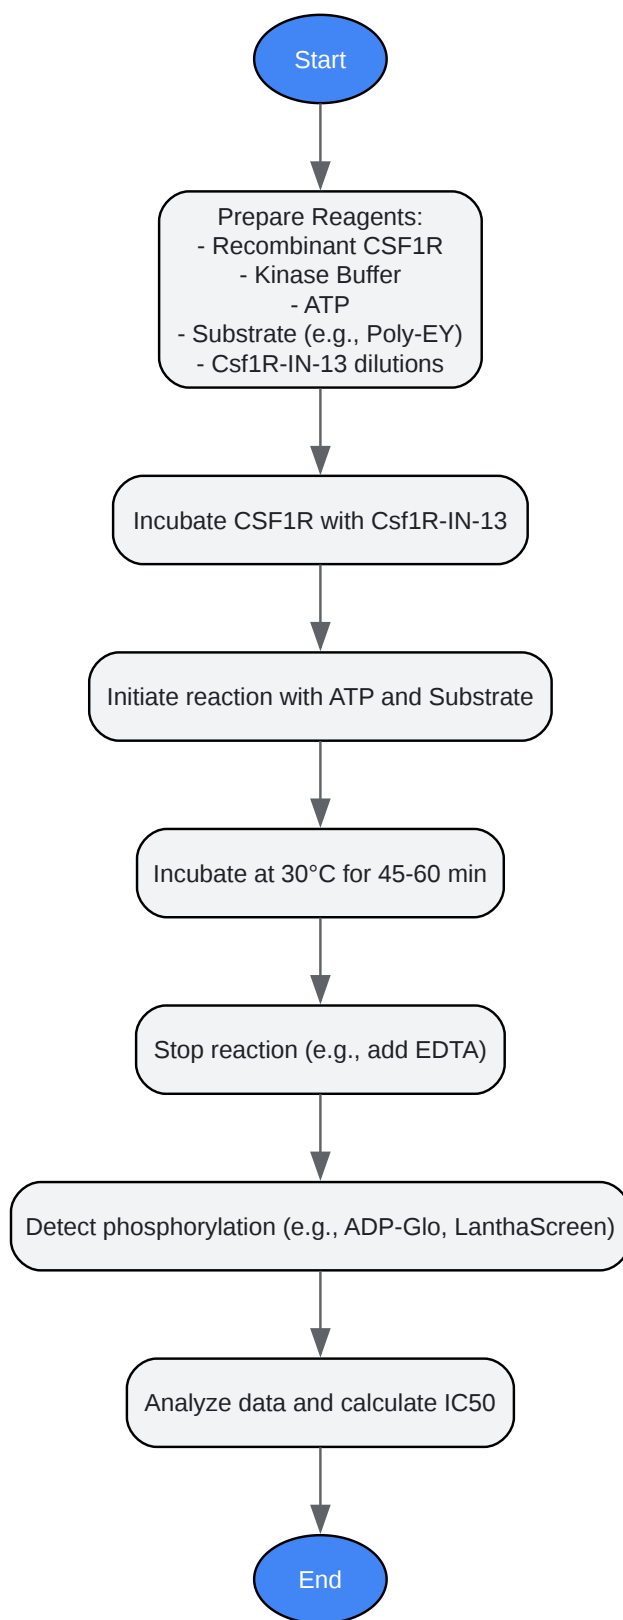 Start
Prepare Reagents:
- Recombinant CSF1R
- Kinase Buffer
- ATP
- Substrate (e.g., Poly-EY)
- Csf1R-IN-13 dilutions
Incubate CSF1R with Csf1R-IN-13
Initiate reaction with ATP and Substrate
Incubate at 30°C for 45-60 min
Stop reaction (e.g., add EDTA)
Detect phosphorylation (e.g., ADP-Glo, LanthaScreen)
Analyze data and calculate IC50
End